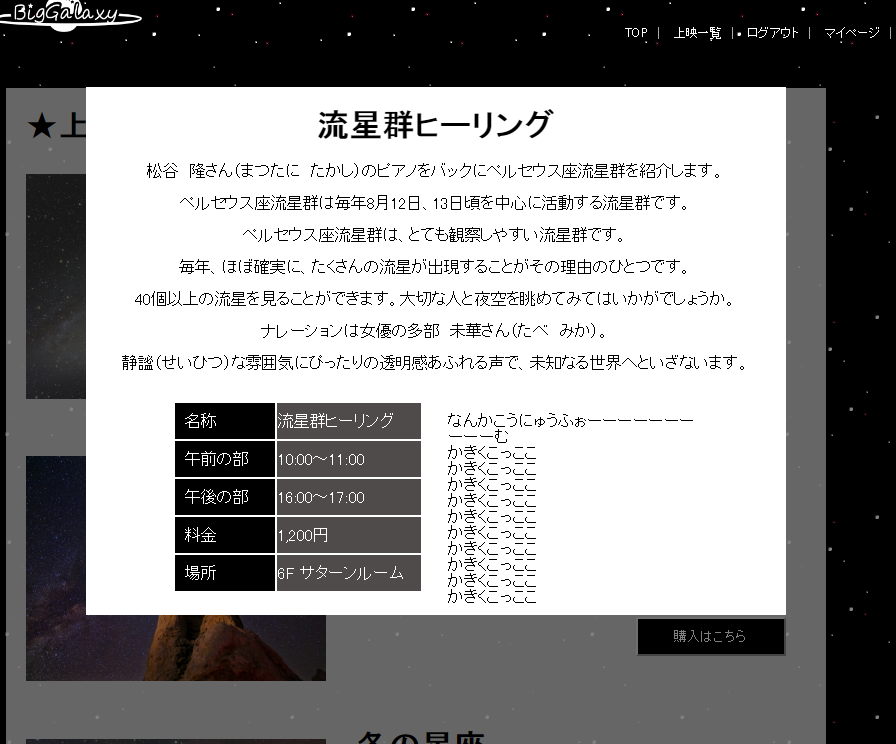 BigGalaxy
TOP | 上映一覧 | ログアウト | マイページ |
★上
流星群ヒーリング
松谷　隆さん(まつたに　たかし)のピアノをバックにペルセウス座流星群を紹介します。
ペルセウス座流星群は毎年8月12日、13日頃を中心に活動する流星群です。
ペルセウス座流星群は、とても観察しやすい流星群です。
毎年、ほぼ確実に、たくさんの流星が出現することがその理由のひとつです。
40個以上の流星を見ることができます。大切な人と夜空を眺めてみてはいかがでしょうか。
ナレーションは女優の多部　未華さん(たべ　みか)。
静謐(せいひつ)な雰囲気にぴったりの透明感あふれる声で、未知なる世界へといざないます。
名称 流星群ヒーリング
午前の部 10:00～11:00
午後の部 16:00～17:00
料金 1,200円
場所 6F サターンルーム
なんかこうにゅうふぉーーーーーーー
ーーーむ
かきくこっここ
かきくこっここ
かきくこっここ
かきくこっここ
かきくこっここ
かきくこっここ
かきくこっここ
かきくこっここ
かきくこっここ
かきくこっここ
購入はこちら
冬の星座